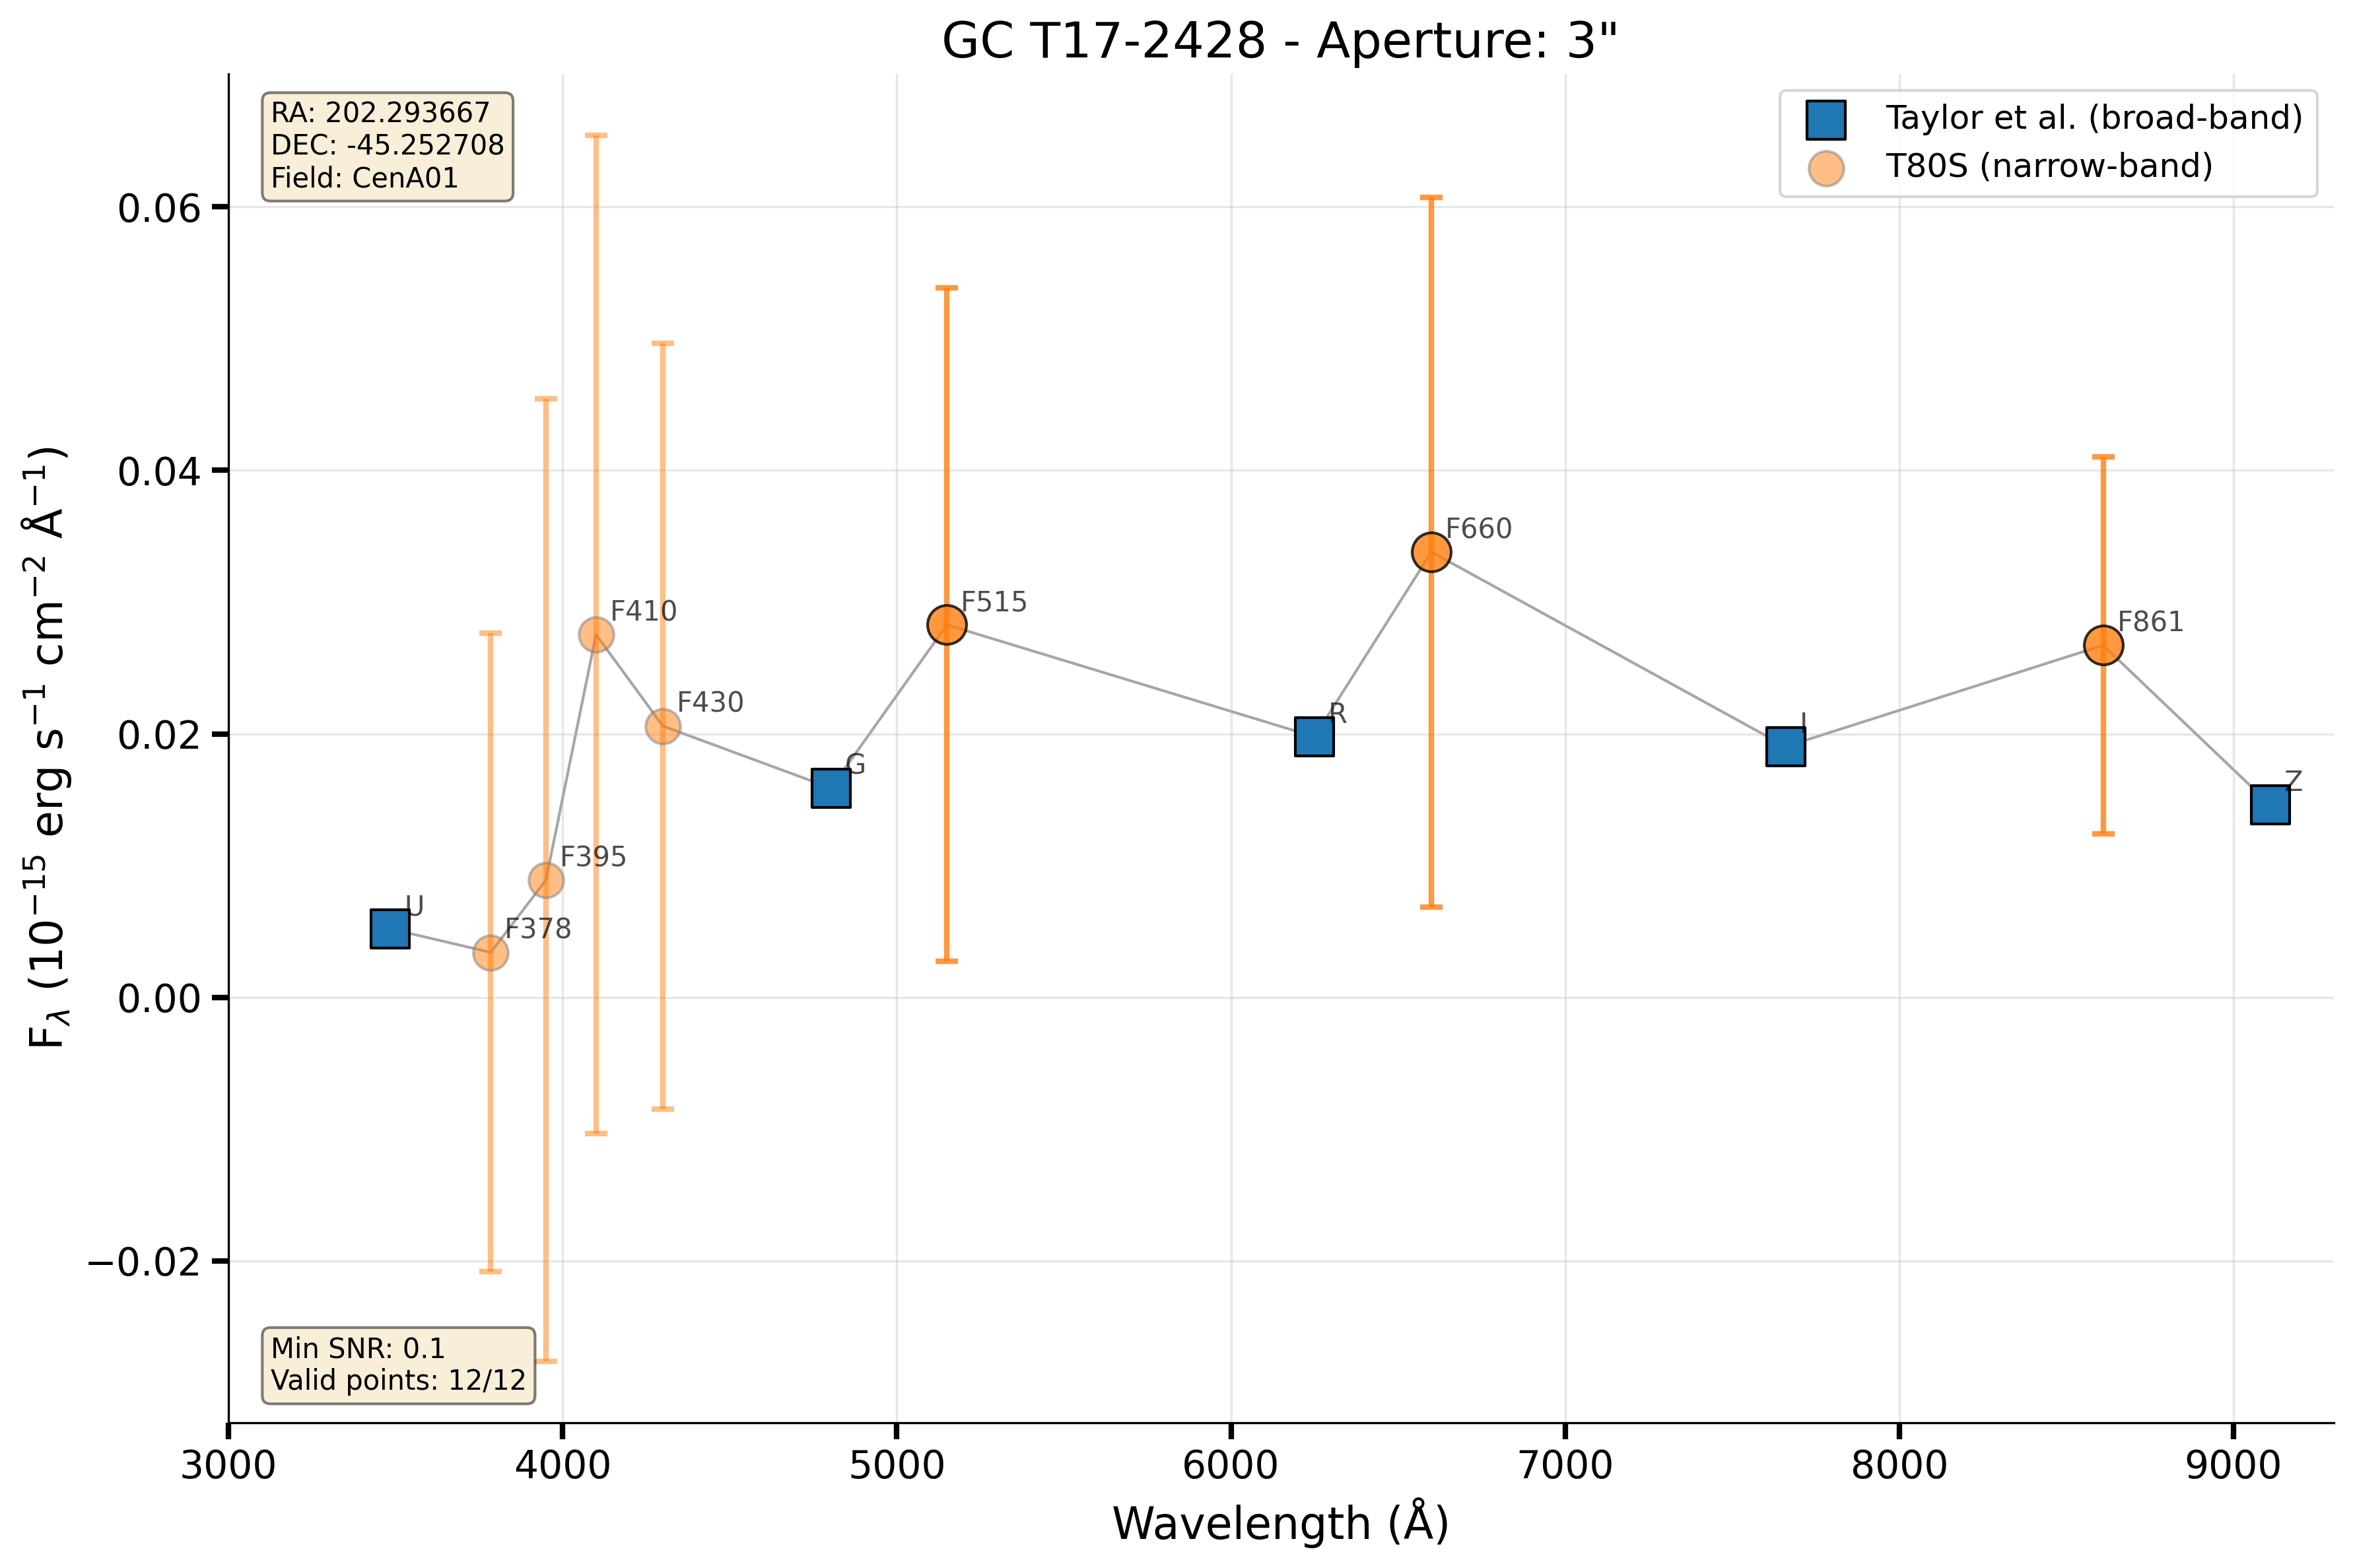 GC T17-2428 - Aperture: 3"
RA: 202.293667
DEC: -45.252708
Field: CenA01
Taylor et al. (broad-band)
T80S (narrow-band)
F$_{λ}$ (10$^{−15}$ erg s$^{−1}$ cm$^{−2}$ Å$^{−1}$)
0.06
0.04
0.02
0.00
−0.02
U
F378
F395
F410
F430
G
F515
R
F660
I
F861
Z
Min SNR: 0.1
Valid points: 12/12
3000 4000 5000 6000 7000 8000 9000
Wavelength (Å)